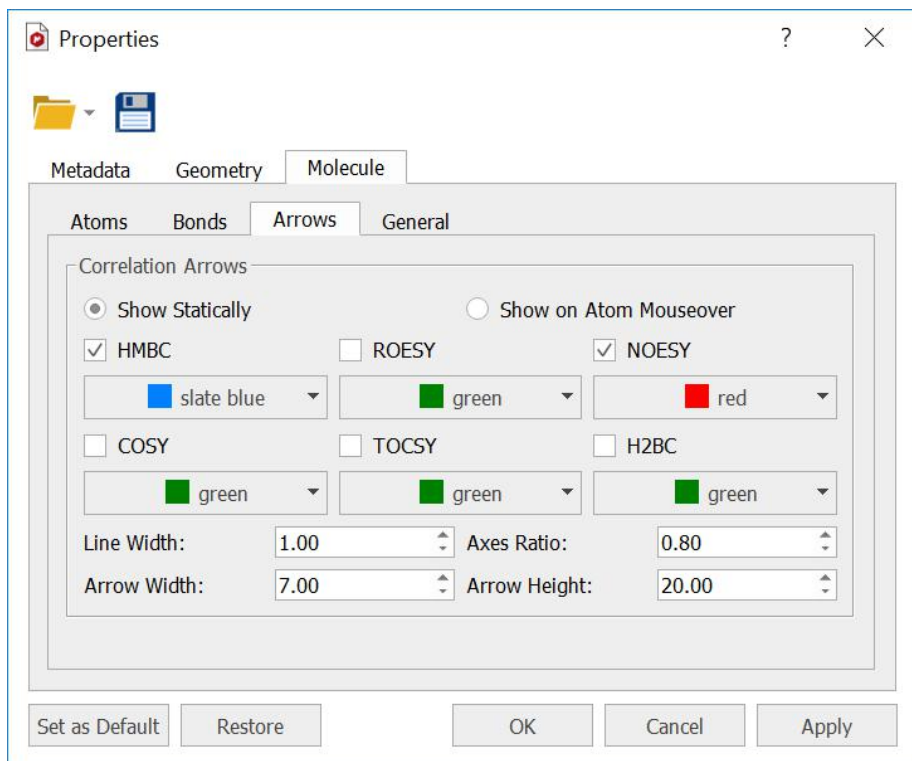 Properties
?
Metadata Geometry Molecule
Atoms Bonds Arrows General
Correlation Arrows
Show Statically Show on Atom Mouseover
HMBC ROESY NOESY
slate blue green red
COSY TOCSY H2BC
green green green
Line Width: 1.00 Axes Ratio: 0.80
Arrow Width: 7.00 Arrow Height: 20.00
Set as Default Restore OK Cancel Apply